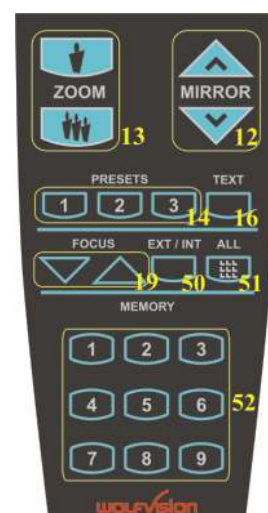 ZOOM
13
MIRROR
12
PRESETS
TEXT
1 2 3
14
16
FOCUS
EXT / INT
ALL
19
50
51
MEMORY
1 2 3
4 5 6
52
7 8 9
WOLFVISION